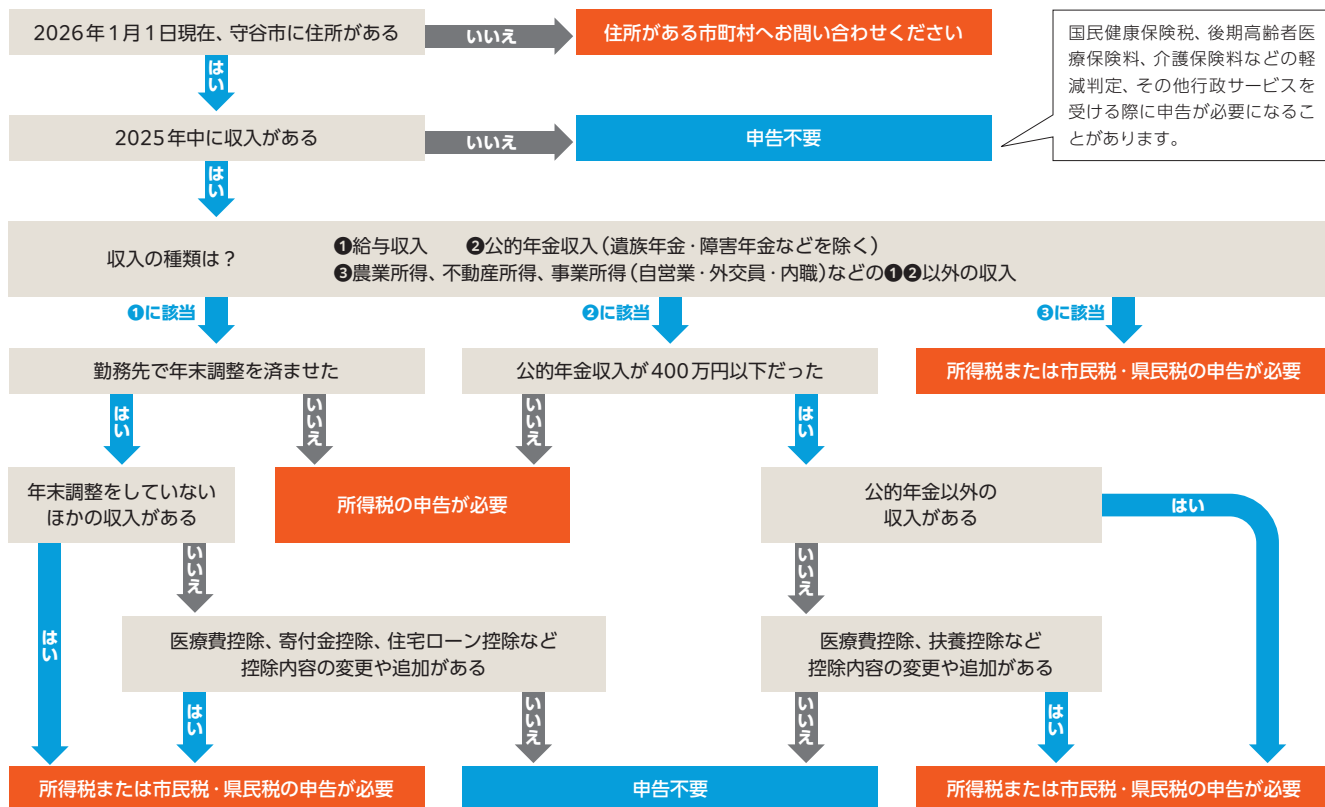 2026年1月1日現在、守谷市に住所がある
いいえ
住所がある市町村へお問い合わせください
国民健康保険税、後期高齢者医
療保険料、介護保険料などの軽
減判定、その他行政サービスを
受ける際に申告が必要になるこ
とがあります。
はい
2025年中に収入がある
いいえ
申告不要
はい
収入の種類は？
❶給与収入　❷公的年金収入（遺族年金・障害年金などを除く）
❸農業所得、不動産所得、事業所得（自営業・外交員・内職）などの❶❷以外の収入
❶に該当
❷に該当
❸に該当
勤務先で年末調整を済ませた
公的年金収入が400万円以下だった
所得税または市民税・県民税の申告が必要
はい
いいえ
いいえ
はい
年末調整をしていない
ほかの収入がある
所得税の申告が必要
公的年金以外の
収入がある
はい
いいえ
いいえ
はい
医療費控除、寄付金控除、住宅ローン控除など
控除内容の変更や追加がある
医療費控除、扶養控除など
控除内容の変更や追加がある
はい
いいえ
いいえ
はい
所得税または市民税・県民税の申告が必要
申告不要
所得税または市民税・県民税の申告が必要